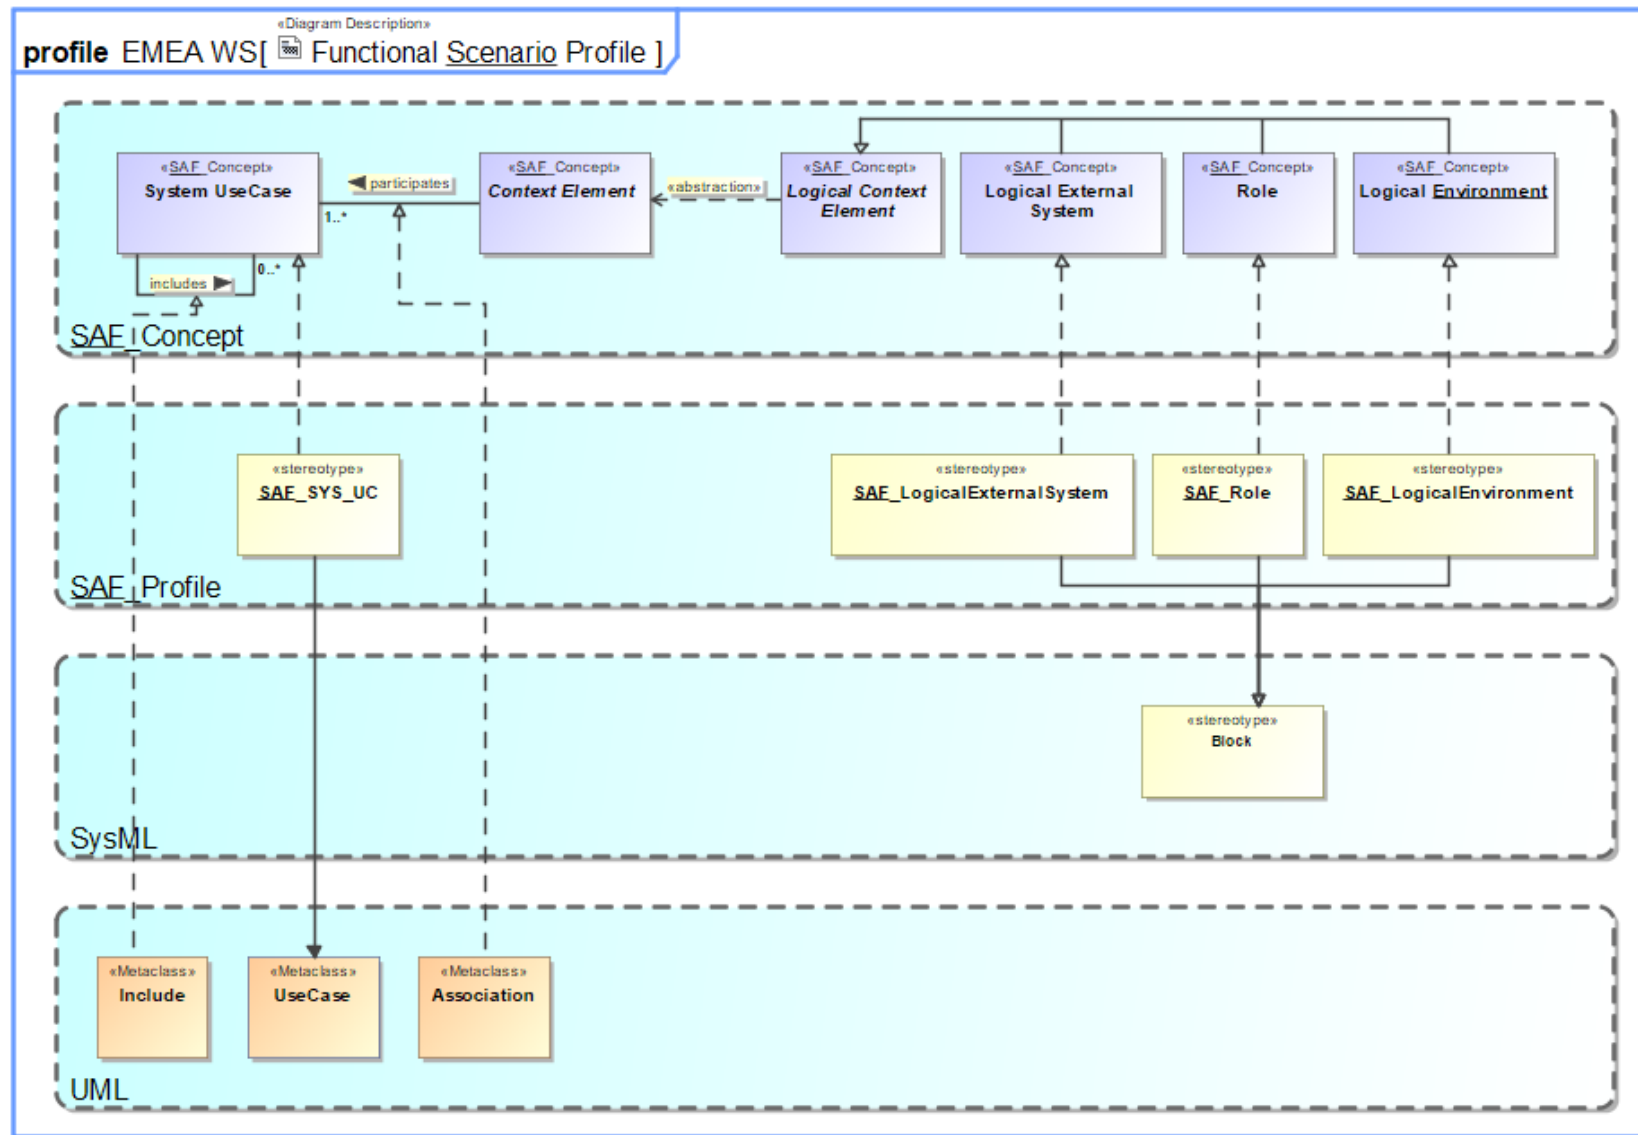 «Diagram Description»
profile EMEA WS[ Functional Scenario Profile ]
«SAF_Concept»
System UseCase
participates
1..*
«SAF_Concept»
Context Element
«abstraction»
«SAF_Concept»
Logical Context
Element
«SAF_Concept»
Logical External
System
«SAF_Concept»
Role
«SAF_Concept»
Logical Environment
0..*
includes
SAF_Concept
«stereotype»
SAF_SYS_UC
«stereotype»
SAF_LogicalExternalSystem
«stereotype»
SAF_Role
«stereotype»
SAF_LogicalEnvironment
SAF_Profile
«stereotype»
Block
SysML
«Metaclass»
Include
«Metaclass»
UseCase
«Metaclass»
Association
UML